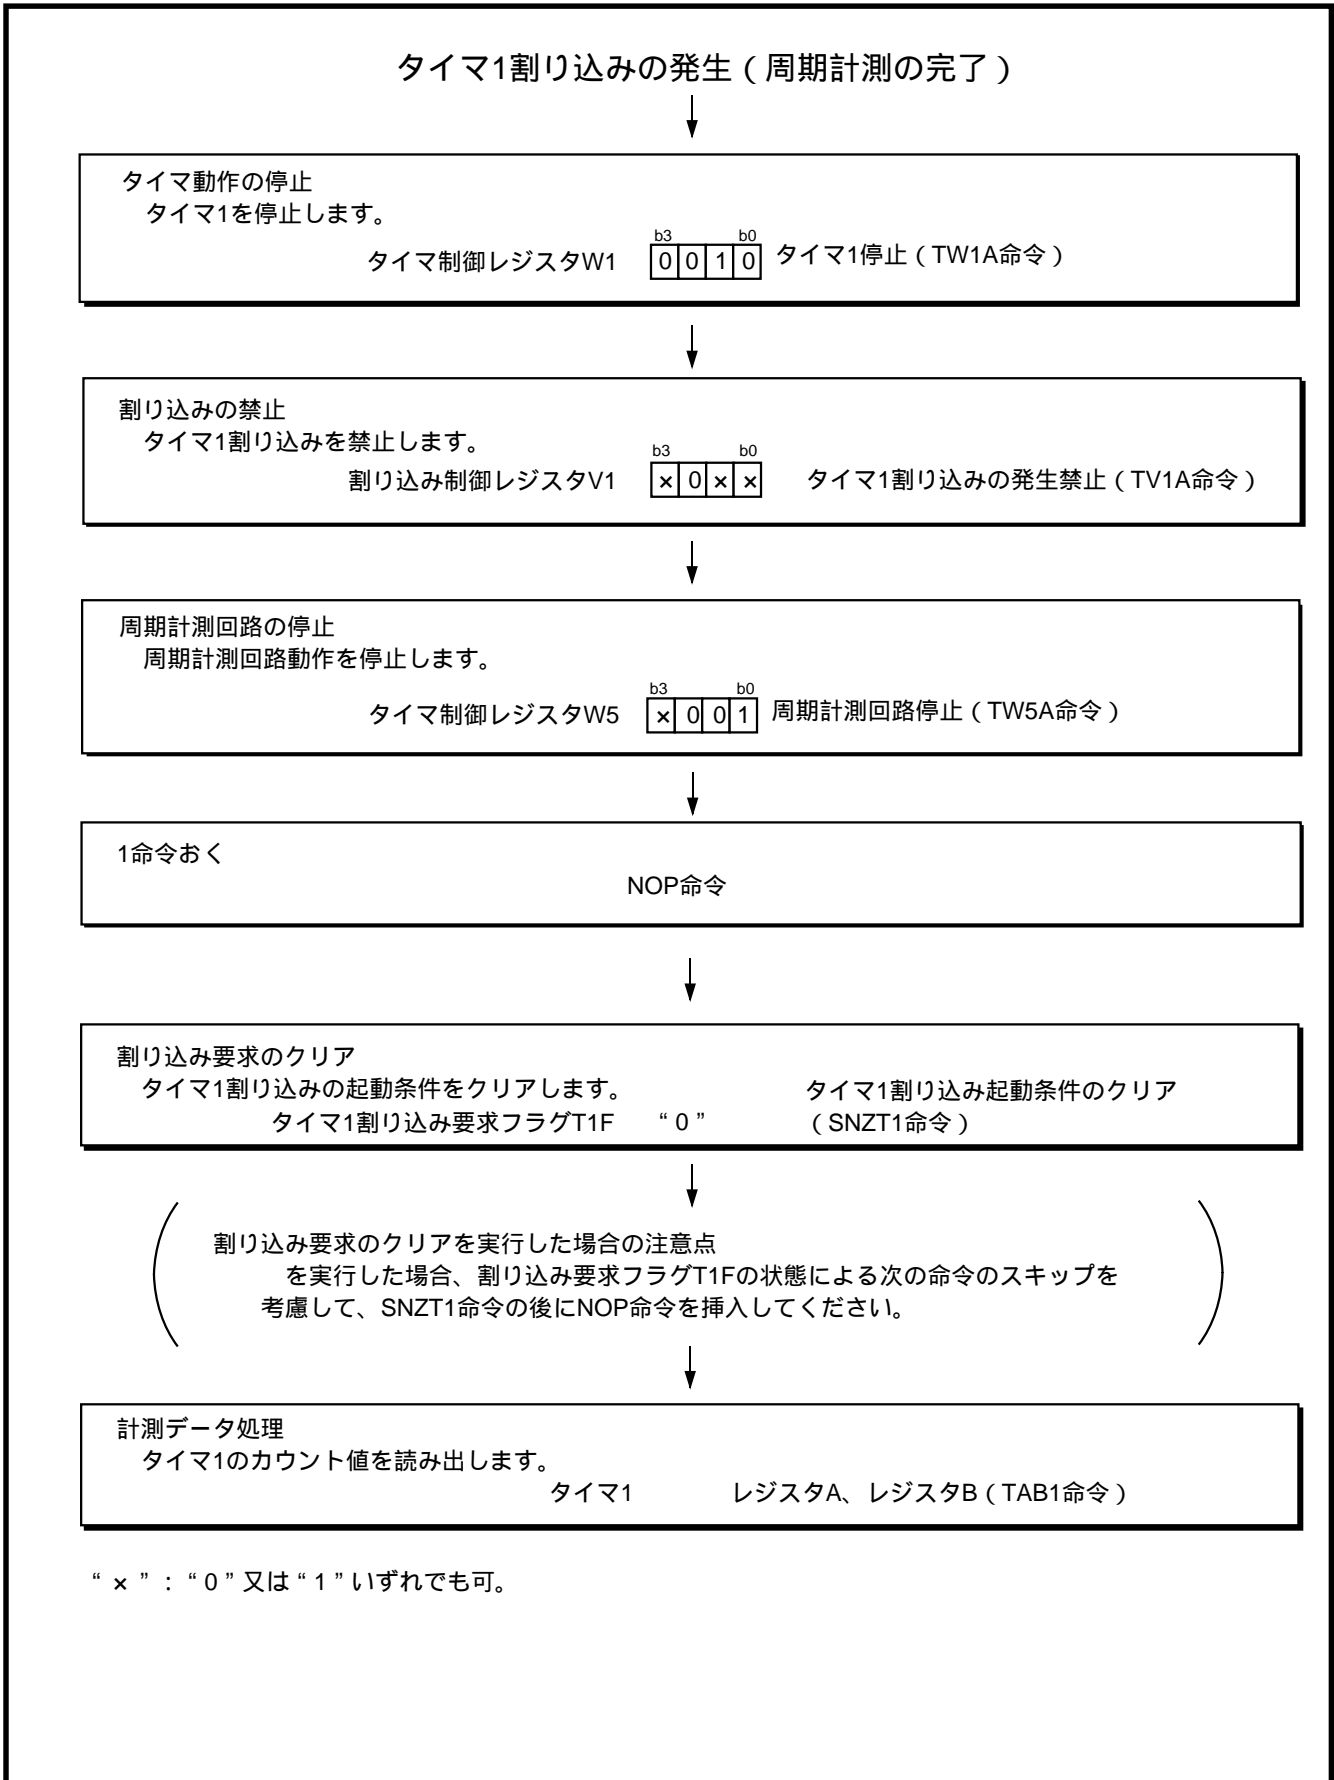 タイマ1割り込みの発生（周期計測の完了）
タイマ動作の停止
タイマ1を停止します。
b3 b0
タイマ制御レジスタW1 0 0 1 0 タイマ1停止（TW1A命令）
割り込みの禁止
タイマ1割り込みを禁止します。
b3 b0
割り込み制御レジスタV1 × 0 × × タイマ1割り込みの発生禁止（TV1A命令）
周期計測回路の停止
周期計測回路動作を停止します。
b3 b0
タイマ制御レジスタW5 × 0 0 1 周期計測回路停止（TW5A命令）
1命令おく
NOP命令
割り込み要求のクリア
タイマ1割り込みの起動条件をクリアします。 タイマ1割り込み起動条件のクリア
タイマ1割り込み要求フラグT1F “0” （SNZT1命令）
割り込み要求のクリアを実行した場合の注意点
を実行した場合、割り込み要求フラグT1Fの状態による次の命令のスキップを
考慮して、SNZT1命令の後にNOP命令を挿入してください。
計測データ処理
タイマ1のカウント値を読み出します。
タイマ1 レジスタA、レジスタB（TAB1命令）
“×”：“0”又は“1”いずれでも可。